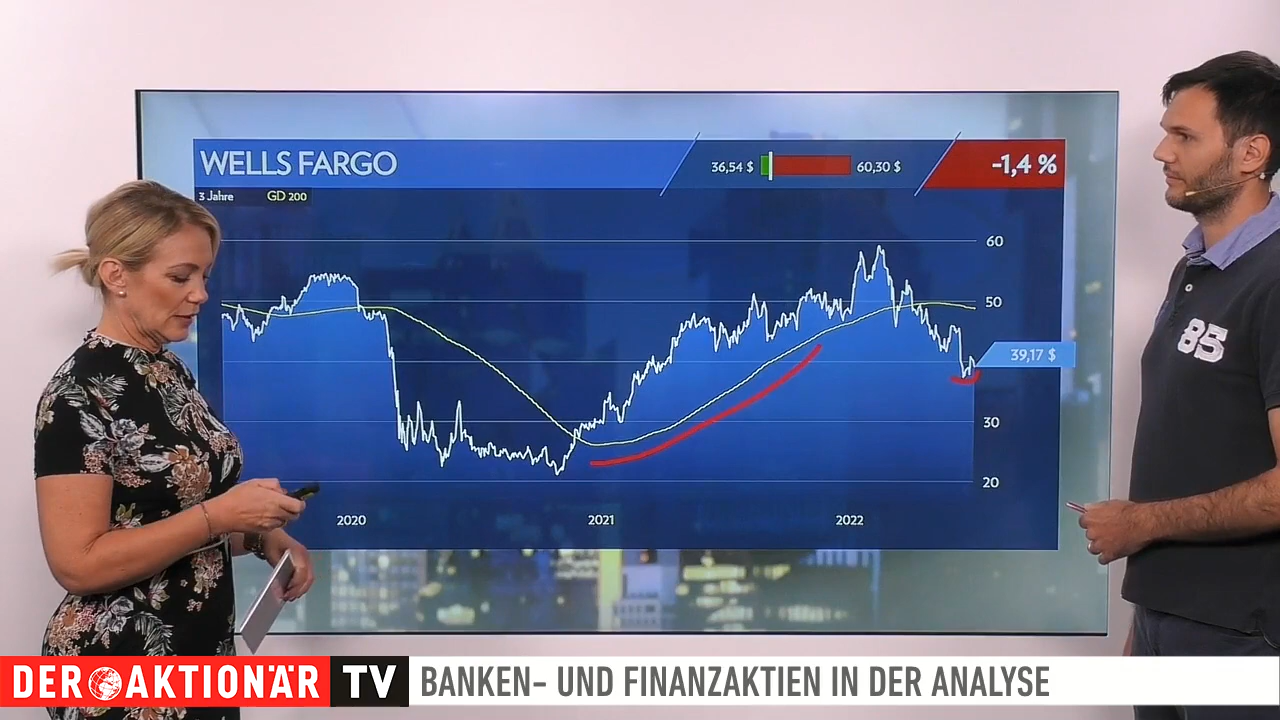 WELLS FARGO
36,54 $ 60,30 $
-1,4 %
3 Jahre GD 200
60
50
39,17 $
30
20
2020 2021 2022
85
DER AKTIONÄR TV
BANKEN- UND FINANZAKTIEN IN DER ANALYSE